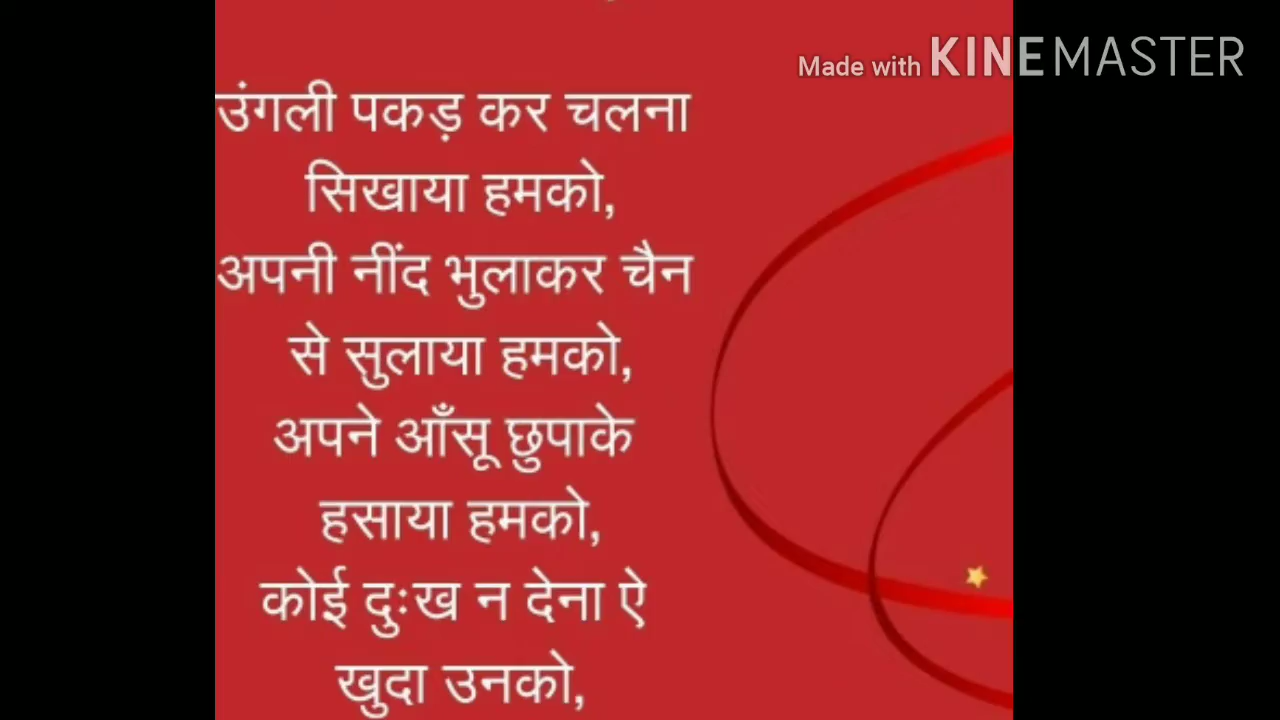 Made with KINEMASTER
उंगली पकड़ कर चलना
सिखाया हमको,
अपनी नींद भुलाकर चैन
से सुलाया हमको,
अपने आँसू छुपाके
हसाया हमको,
कोई दुःख न देना ऐ
खुदा उनको,